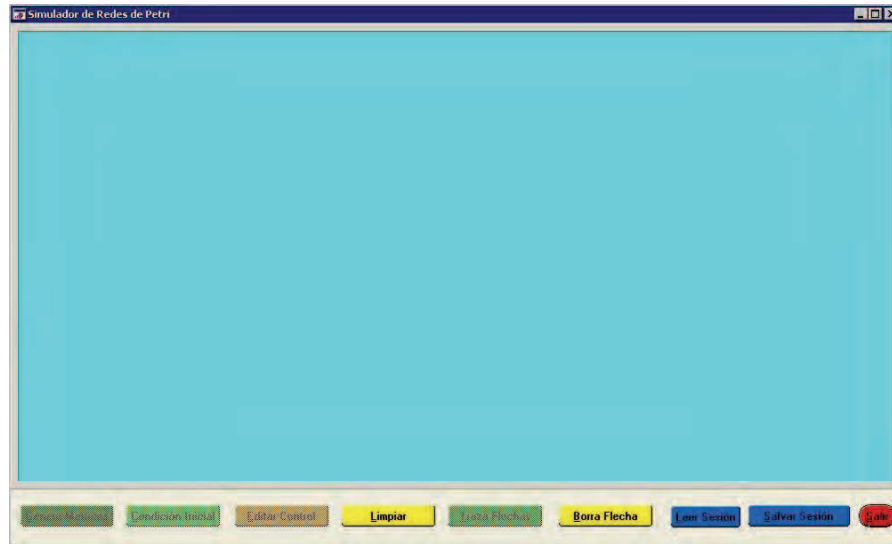 Simulador de Redes de Petri
Condición Inicial
Editar Control
Limpiar
Traza Flechas
Borra Flecha
Leer Sesión
Salvar Sesión
Salir